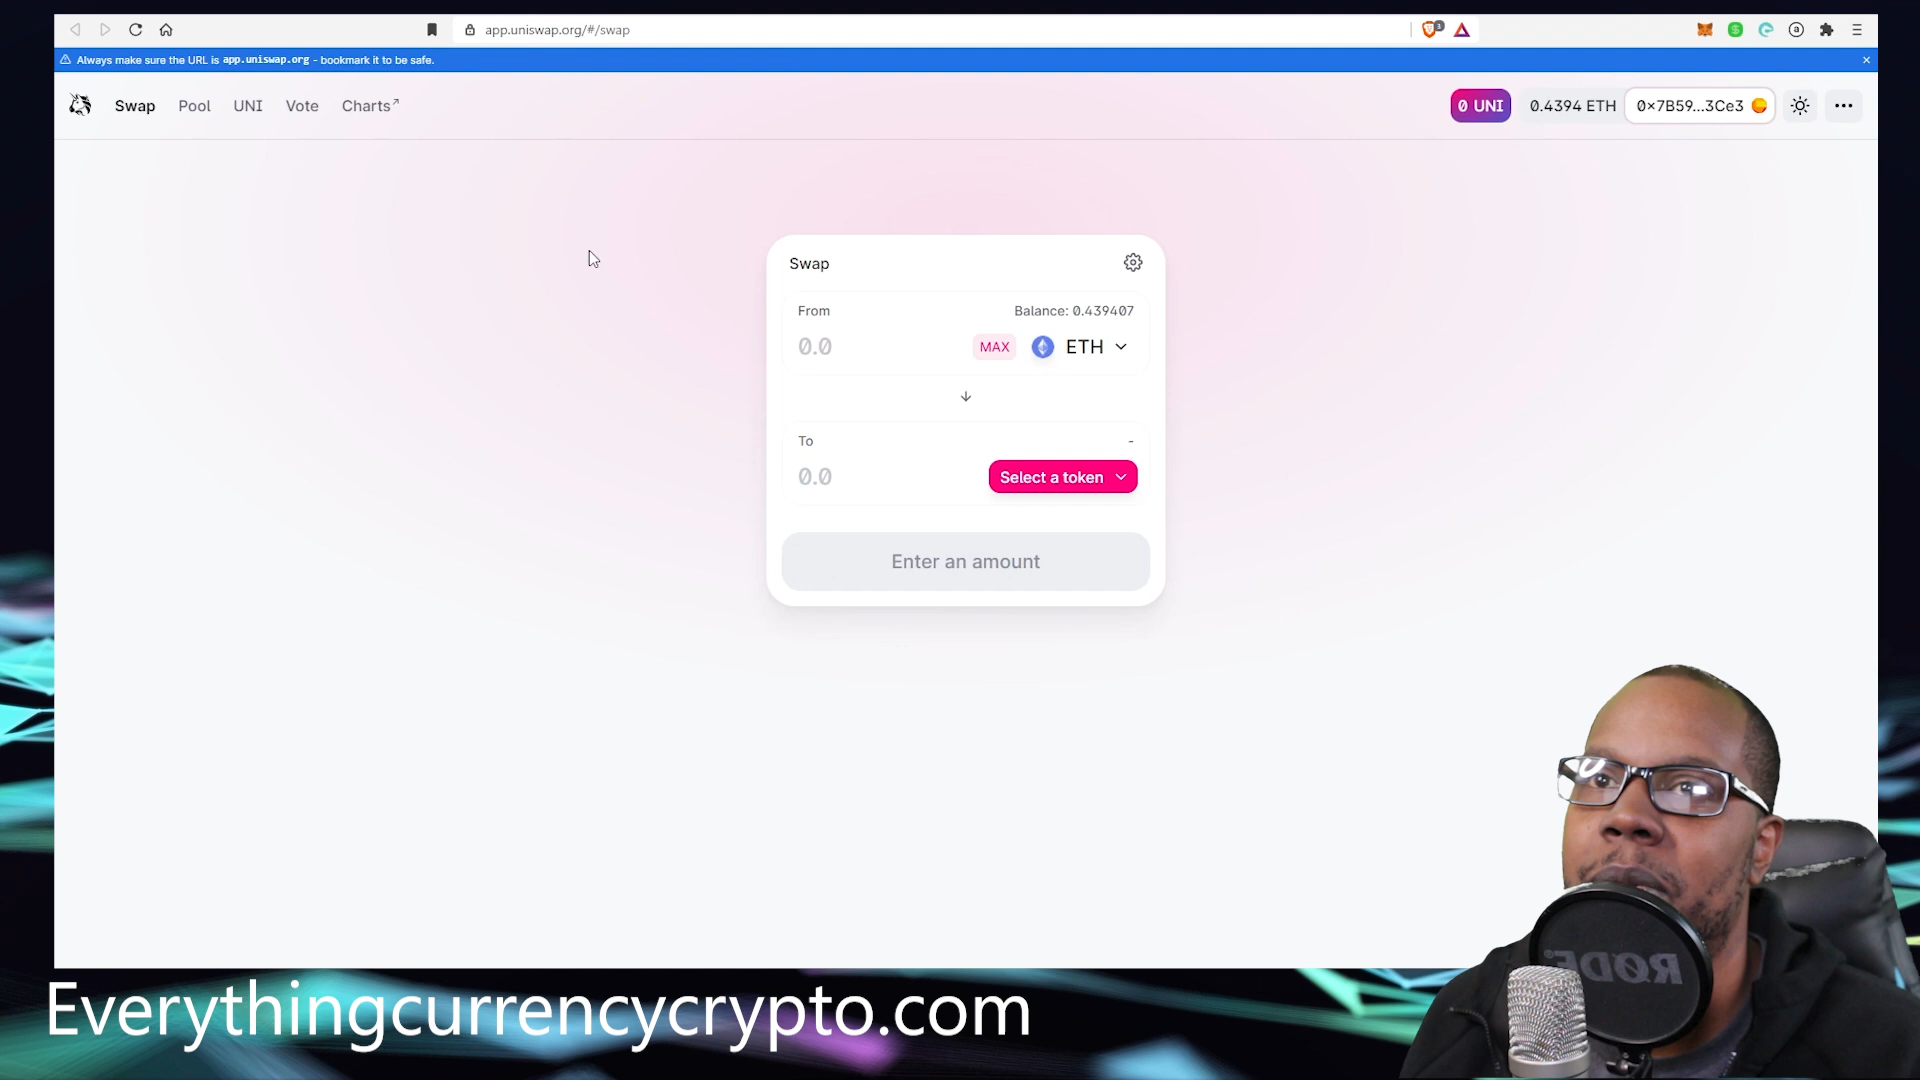 app.uniswap.org/#/swap
Always make sure the URL is app.uniswap.org - bookmark it to be safe.
Swap Pool UNI Vote Charts↗ 0 UNI 0.4394 ETH 0x7B59...3Ce3
Swap
From Balance: 0.439407
0.0 MAX ETH
To -
0.0 Select a token
Enter an amount
RØDE
Everythingcurrencycrypto.com